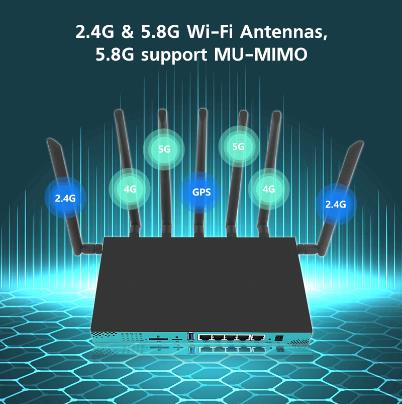 2.4G & 5.8G Wi-Fi Antennas,
5.8G support MU-MIMO
5G
5G
4G
GPS
4G
2.4G
2.4G